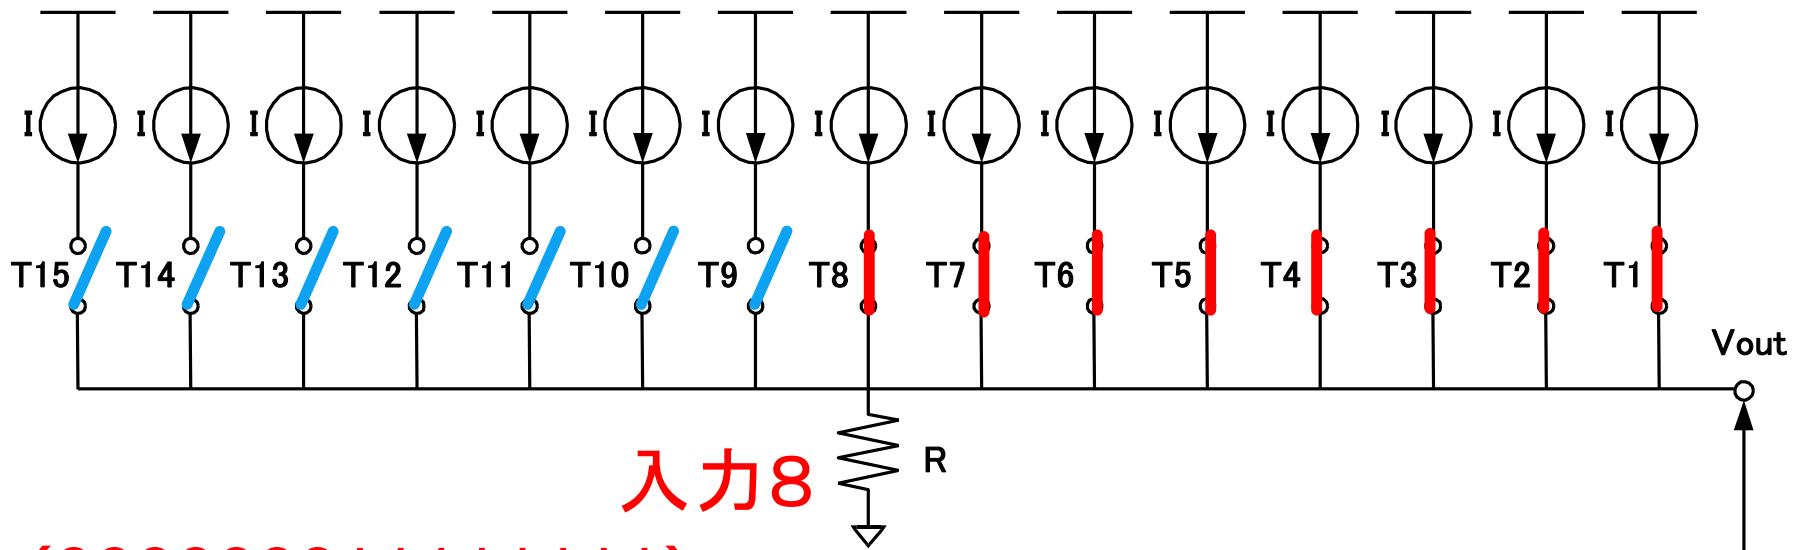 I I I I I I I I I I I I I I I
T15 T14 T13 T12 T11 T10 T9 T8 T7 T6 T5 T4 T3 T2 T1
Vout
R
入力8